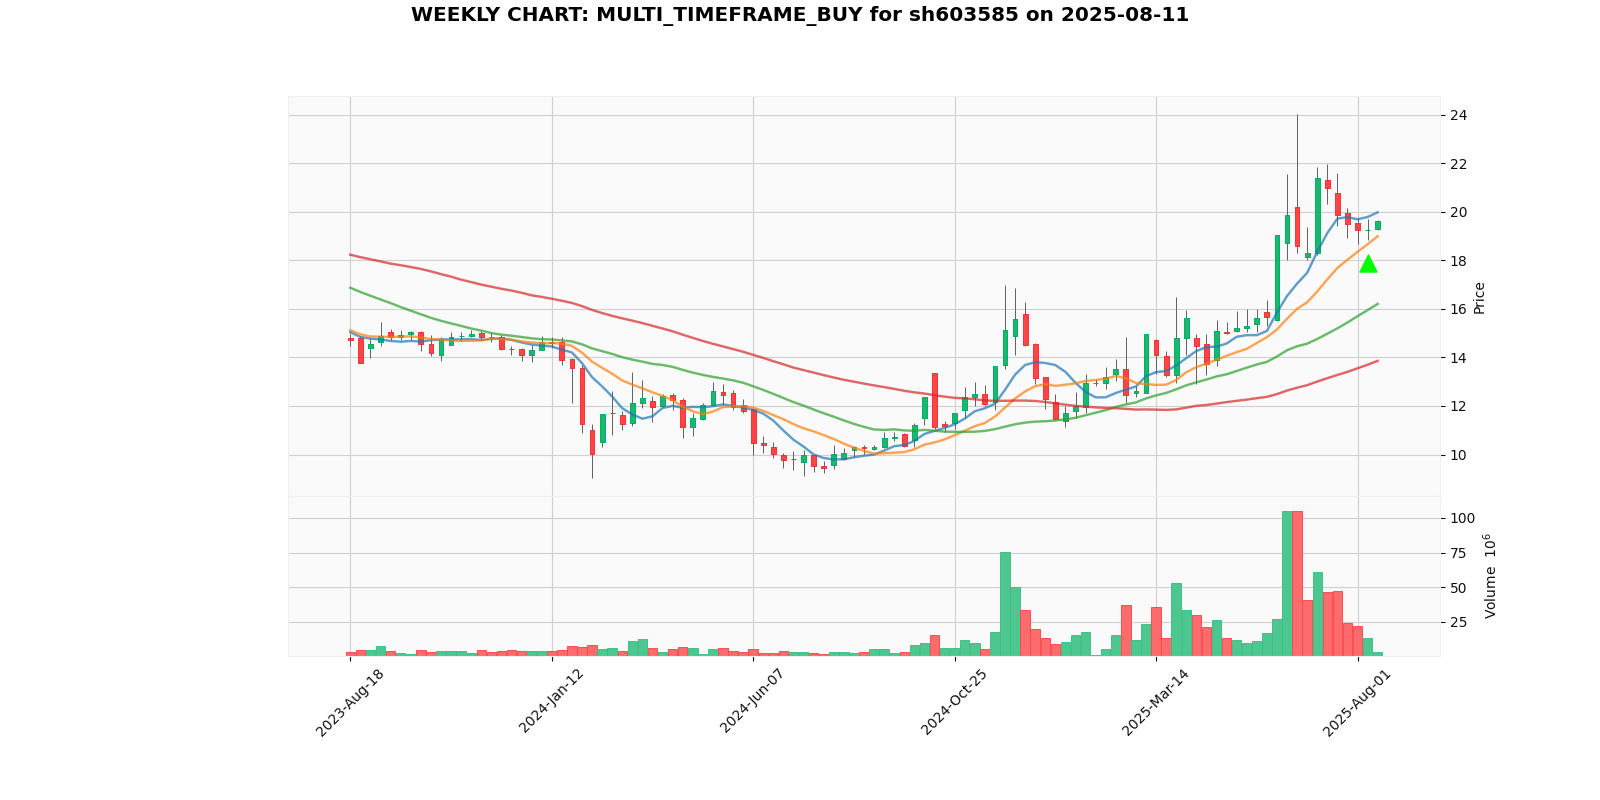 WEEKLY CHART: MULTI_TIMEFRAME_BUY for sh603585 on 2025-08-11
24
22
20
18
16
14
12
10
Price
100
75
50
25
Volume 10⁶
2023-Aug-18
2024-Jan-12
2024-Jun-07
2024-Oct-25
2025-Mar-14
2025-Aug-01